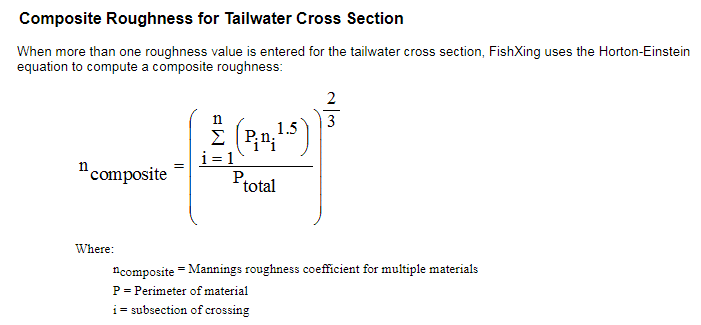 Composite Roughness for Tailwater Cross Section
When more than one roughness value is entered for the tailwater cross section, FishXing uses the Horton-Einstein
equation to compute a composite roughness:
n_composite = ( Σ_{i = 1}^{n} (P_i n_i^{1.5}) / P_total )^{2/3}
Where:
n_composite = Mannings roughness coefficient for multiple materials
P = Perimeter of material
i = subsection of crossing